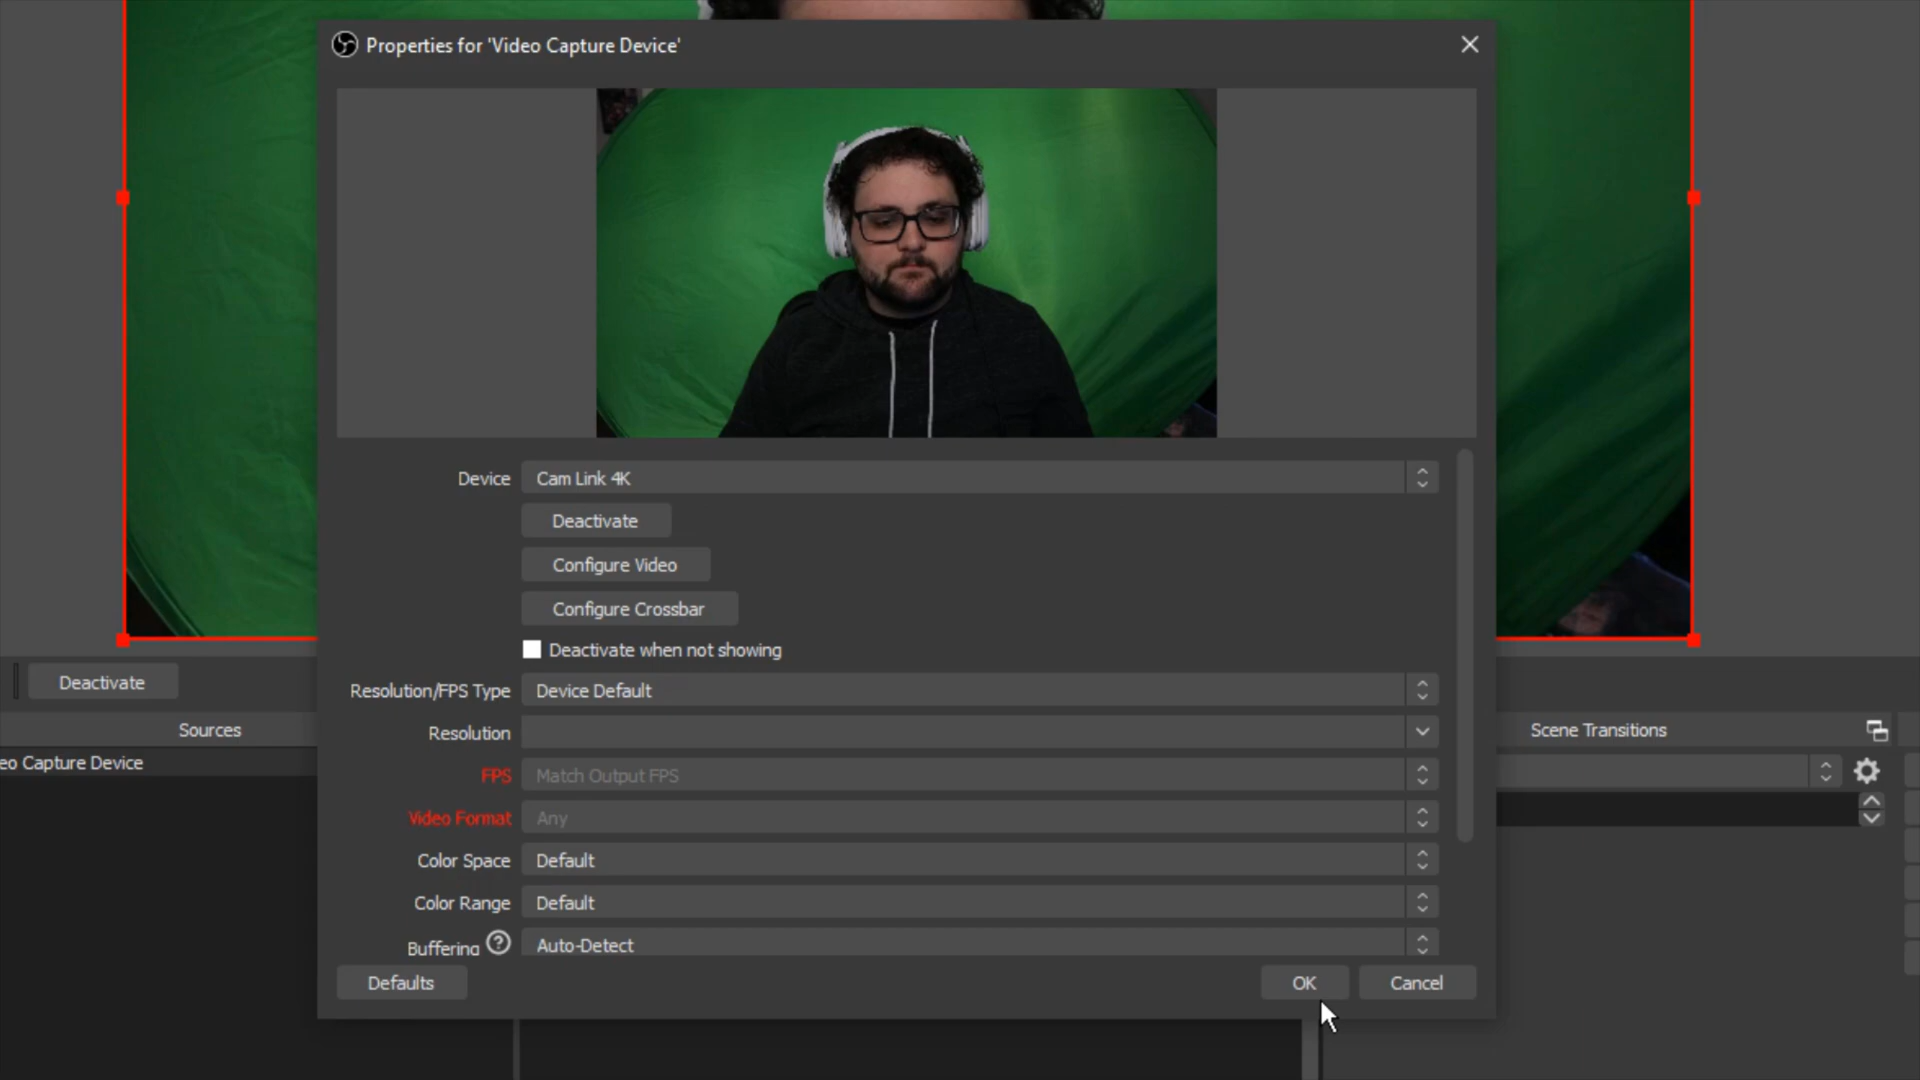 Properties for 'Video Capture Device'
Device Cam Link 4K
Deactivate
Configure Video
Configure Crossbar
Deactivate when not showing
Resolution/FPS Type Device Default
Resolution
FPS Match Output FPS
Video Format Any
Color Space Default
Color Range Default
Buffering ? Auto-Detect
Defaults OK Cancel
Deactivate
Sources
eo Capture Device
Scene Transitions